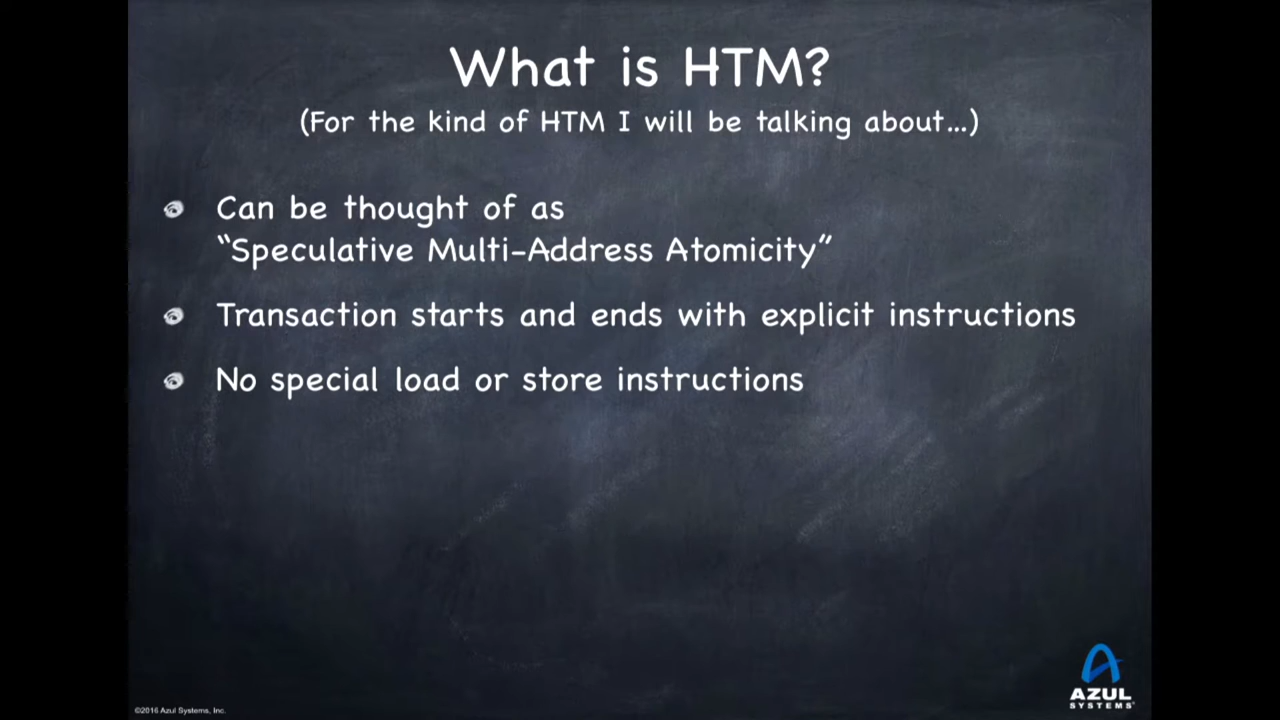 What is HTM?
(For the kind of HTM I will be talking about...)
Can be thought of as
“Speculative Multi-Address Atomicity”
Transaction starts and ends with explicit instructions
No special load or store instructions
AZUL
SYSTEMS
©2016 Azul Systems, Inc.